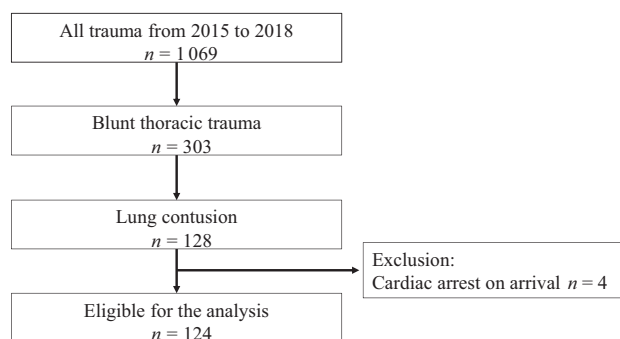 All trauma from 2015 to 2018
n = 1 069
Blunt thoracic trauma
n = 303
Lung contusion
n = 128
Exclusion:
Cardiac arrest on arrival n = 4
Eligible for the analysis
n = 124